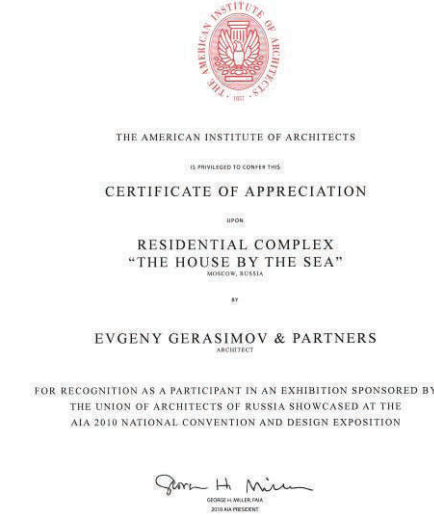 THE AMERICAN INSTITUTE OF ARCHITECTS
1857
THE AMERICAN INSTITUTE OF ARCHITECTS
IS PRIVILEGED TO CONFER THIS
CERTIFICATE OF APPRECIATION
UPON
RESIDENTIAL COMPLEX
“THE HOUSE BY THE SEA”
MOSCOW, RUSSIA
BY
EVGENY GERASIMOV & PARTNERS
ARCHITECT
FOR RECOGNITION AS A PARTICIPANT IN AN EXHIBITION SPONSORED BY
THE UNION OF ARCHITECTS OF RUSSIA SHOWCASED AT THE
AIA 2010 NATIONAL CONVENTION AND DESIGN EXPOSITION
George H. Miller
GEORGE H. MILLER, FAIA
2010 AIA PRESIDENT